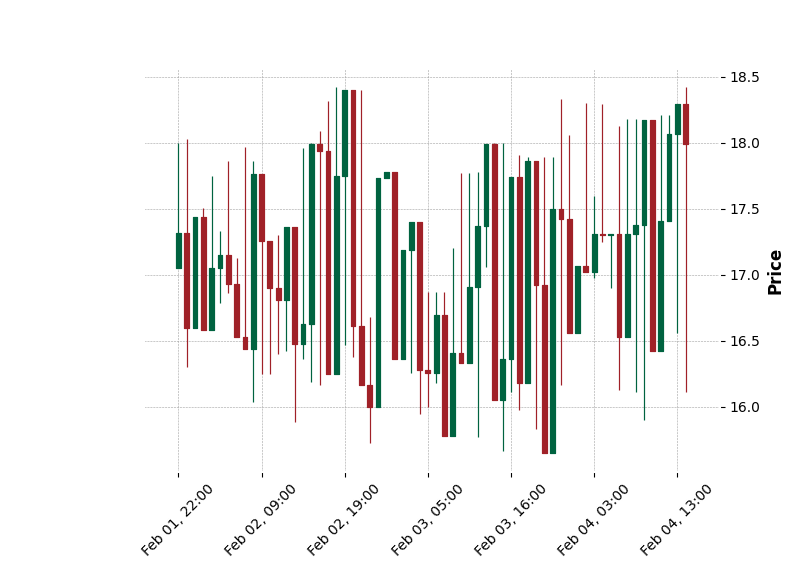 18.5
18.0
17.5
17.0
16.5
16.0
Price
Feb 01, 22:00
Feb 02, 09:00
Feb 02, 19:00
Feb 03, 05:00
Feb 03, 16:00
Feb 04, 03:00
Feb 04, 13:00